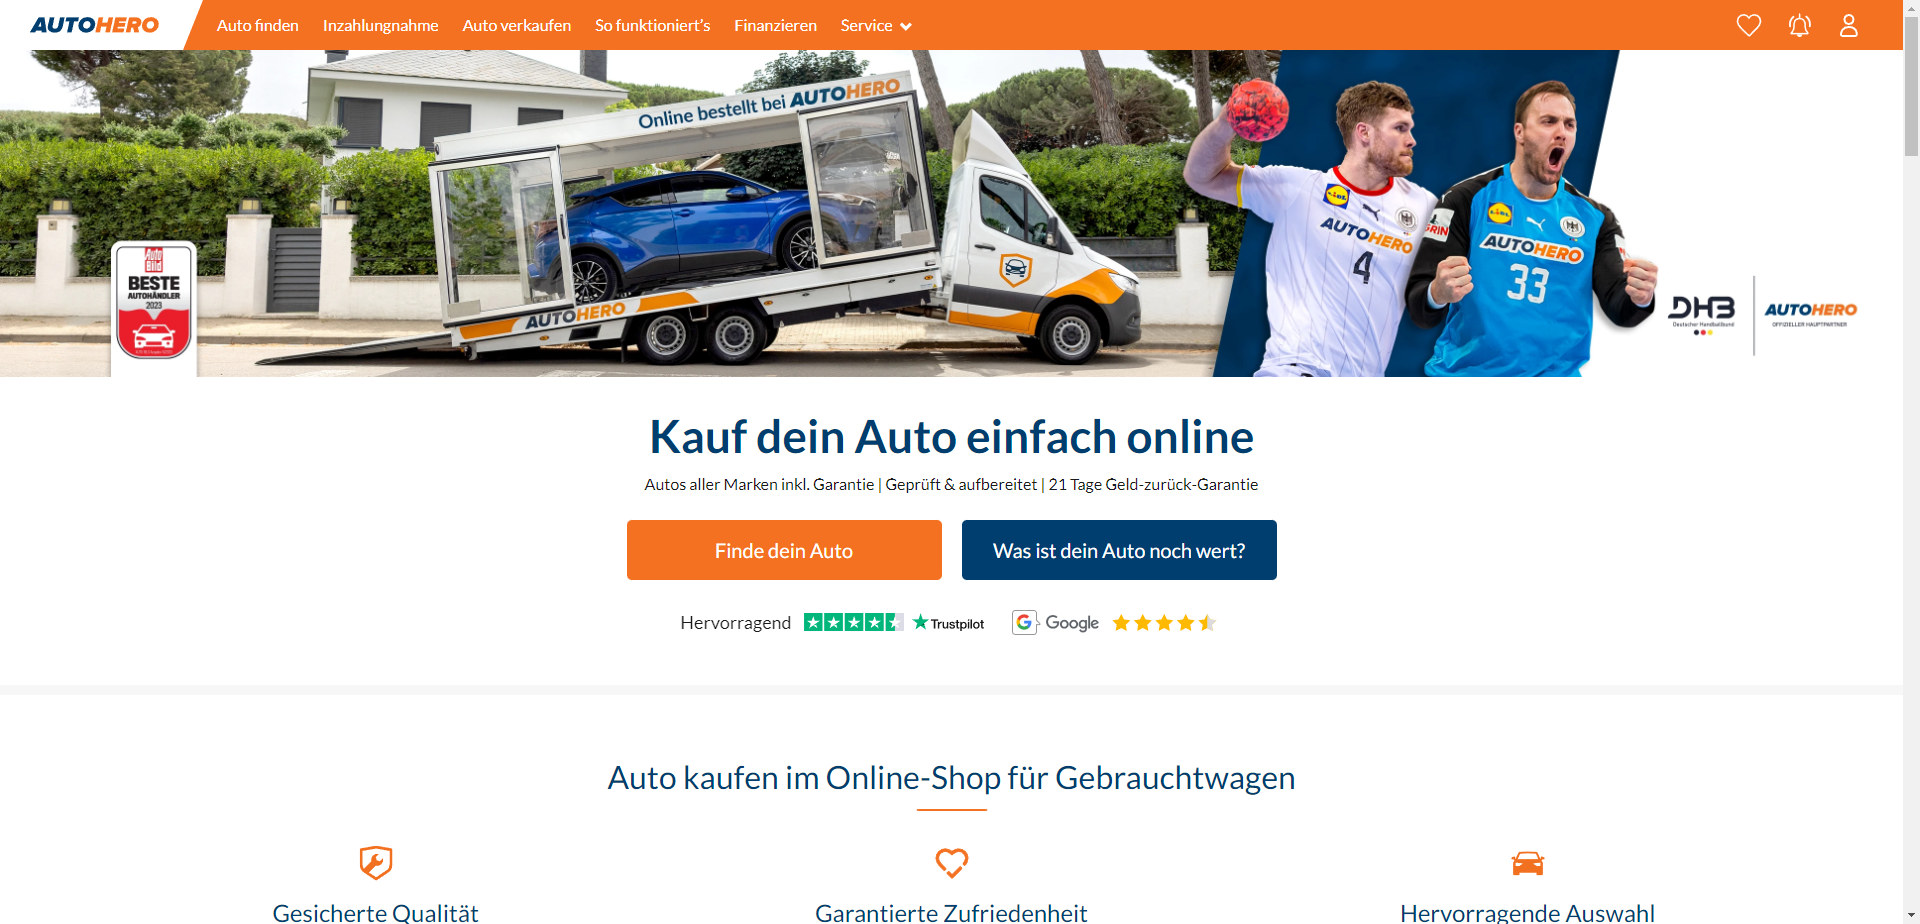 AUTOHERO
Auto finden
Inzahlungnahme
Auto verkaufen
So funktioniert's
Finanzieren
Service
Online bestellt bei AUTOHERO
AUTOHERO
Auto Bild
BESTE
AUTOHÄNDLER
2023
AUTOHERO
4
AUTOHERO
33
DHB
Deutscher Handballbund
AUTOHERO
OFFIZIELLER HAUPTPARTNER
Kauf dein Auto einfach online
Autos aller Marken inkl. Garantie | Geprüft & aufbereitet | 21 Tage Geld-zurück-Garantie
Finde dein Auto
Was ist dein Auto noch wert?
Hervorragend
Trustpilot
Google
Auto kaufen im Online-Shop für Gebrauchtwagen
Gesicherte Qualität
Garantierte Zufriedenheit
Hervorragende Auswahl